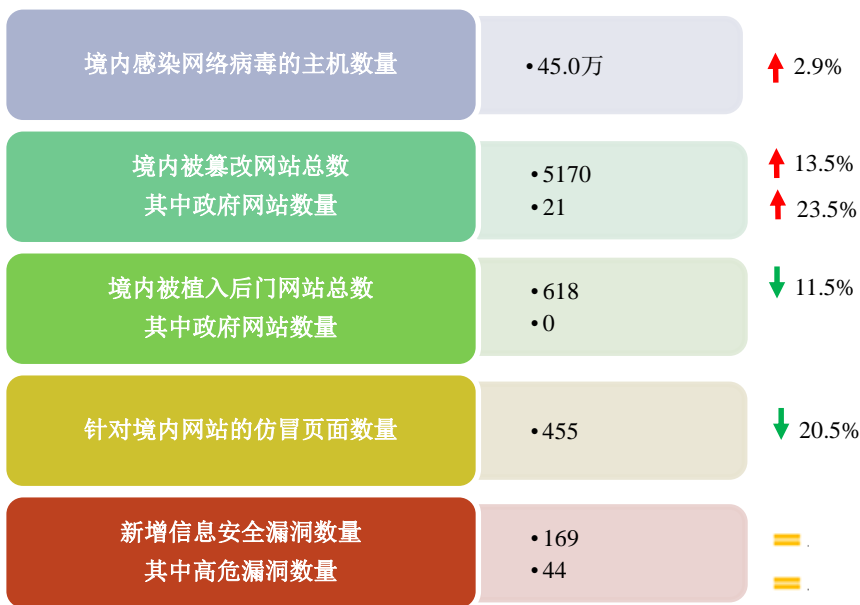 境内感染网络病毒的主机数量
•45.0万
2.9%
境内被篡改网站总数
其中政府网站数量
•5170
•21
13.5%
23.5%
境内被植入后门网站总数
其中政府网站数量
•618
•0
11.5%
针对境内网站的仿冒页面数量
•455
20.5%
新增信息安全漏洞数量
其中高危漏洞数量
•169
•44